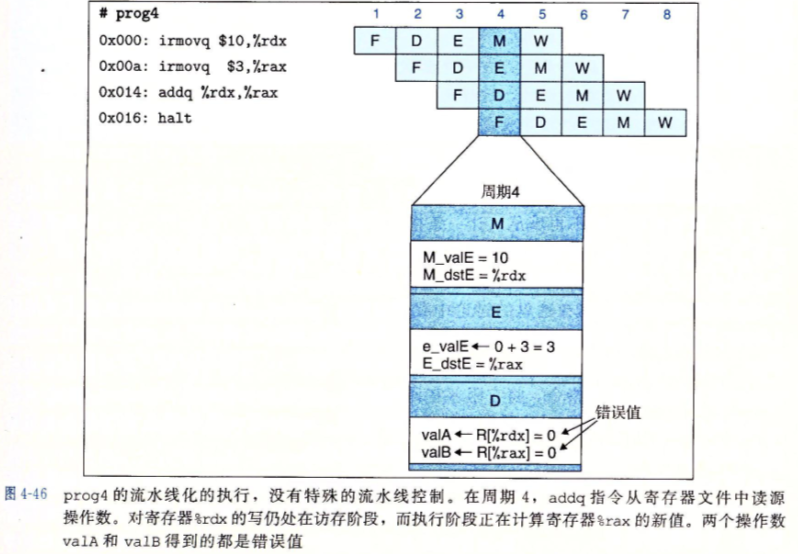 # prog4
1 2 3 4 5 6 7 8
0x000: irmovq $10,%rdx F D E M W
0x00a: irmovq $3,%rax F D E M W
0x014: addq %rdx,%rax F D E M W
0x016: halt F D E M W
周期4
M
M_valE = 10
M_dstE = %rdx
E
e_valE ← 0 + 3 = 3
E_dstE = %rax
D
错误值
valA ← R[%rdx] = 0
valB ← R[%rax] = 0
图 4-46 prog4 的流水线化的执行，没有特殊的流水线控制。在周期 4，addq 指令从寄存器文件中读源
操作数。对寄存器%rdx 的写仍处在访存阶段，而执行阶段正在计算寄存器%rax 的新值。两个操作数
valA 和 valB 得到的都是错误值